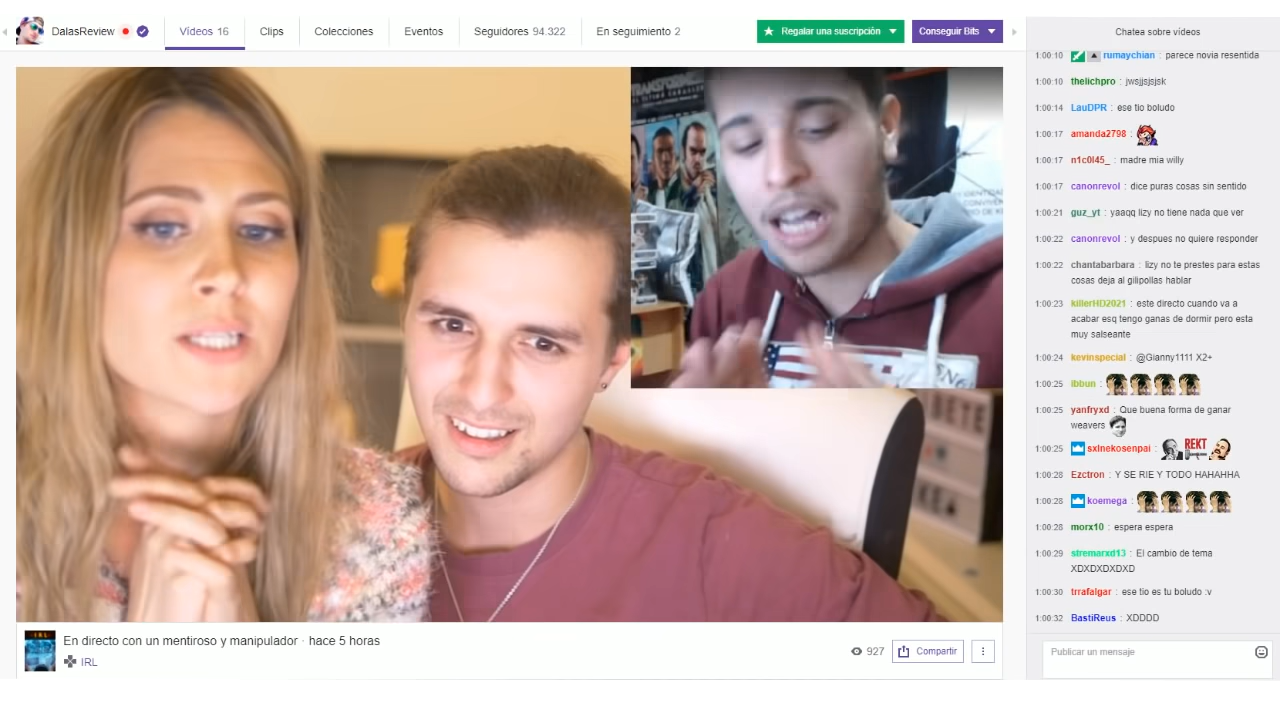 DalasReview
Vídeos 16
Clips
Colecciones
Eventos
Seguidores 94.322
En seguimiento 2
Regalar una suscripción
Conseguir Bits
Chatea sobre vídeos
1:00:10 rumaychian : parece novia resentida
1:00:10 thelichpro : jwsjjsjsjsk
1:00:14 LauDPR : ese tio boludo
1:00:17 amanda2798 :
1:00:17 n1c0l45_ : madre mia willy
1:00:17 canonrevol : dice puras cosas sin sentido
1:00:21 guz_yt : yaaqq lizy no tiene nada que ver
1:00:22 canonrevol : y despues no quiere responder
1:00:22 chantabarbara : lizy no te prestes para estas
cosas deja al gilipollas hablar
1:00:23 killerHD2021 : este directo cuando va a
acabar esq tengo ganas de dormir pero esta
muy salseante
1:00:24 kevinspecial : @Gianny1111 X2+
1:00:25 ibbun :
1:00:25 yanfryxd : Que buena forma de ganar
weavers
1:00:25 sxlnekosenpai : REKT
1:00:28 Ezctron : Y SE RIE Y TODO HAHAHHA
1:00:28 koemega :
1:00:28 morx10 : espera espera
1:00:29 stremarxd13 : El cambio de tema
XDXDXDXDXD
1:00:30 trrafalgar : ese tio es tu boludo :v
1:00:32 BastiReus : XDDDD
Publicar un mensaje
En directo con un mentiroso y manipulador · hace 5 horas
IRL
927
Compartir